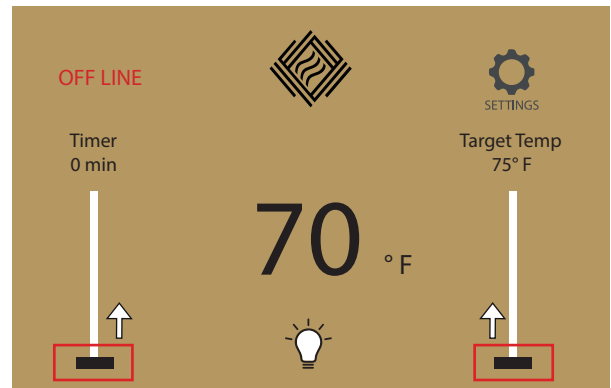 OFF LINE
SETTINGS
Timer
0 min
Target Temp
75° F
70 ° F